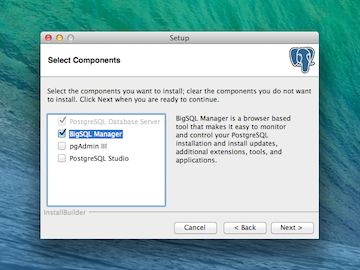 Setup
Select Components
Select the components you want to install; clear the components you do not want
to install. Click Next when you are ready to continue.
PostgreSQL Database Server
BigSQL Manager
pgAdmin III
PostgreSQL Studio
BigSQL Manager is a browser based
tool that makes it easy to monitor
and control your PostgreSQL
installation and install updates,
additional extensions, tools, and
applications.
InstallBuilder
Cancel
< Back
Next >